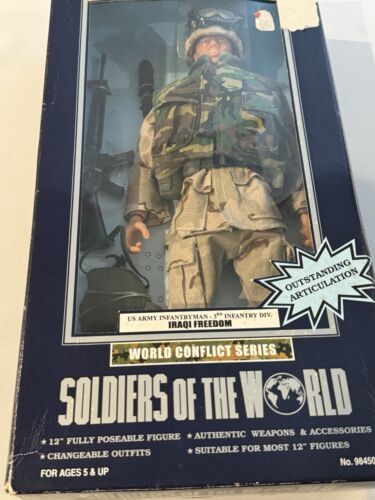 OUTSTANDING
ARTICULATION
US ARMY INFANTRYMAN - 3RD INFANTRY DIV.
IRAQI FREEDOM
WORLD CONFLICT SERIES
SOLDIERS OF THE WORLD
★ 12" FULLY POSEABLE FIGURE ★ AUTHENTIC WEAPONS & ACCESSORIES
★ CHANGEABLE OUTFITS ★ SUITABLE FOR MOST 12" FIGURES
FOR AGES 5 & UP No. 98450